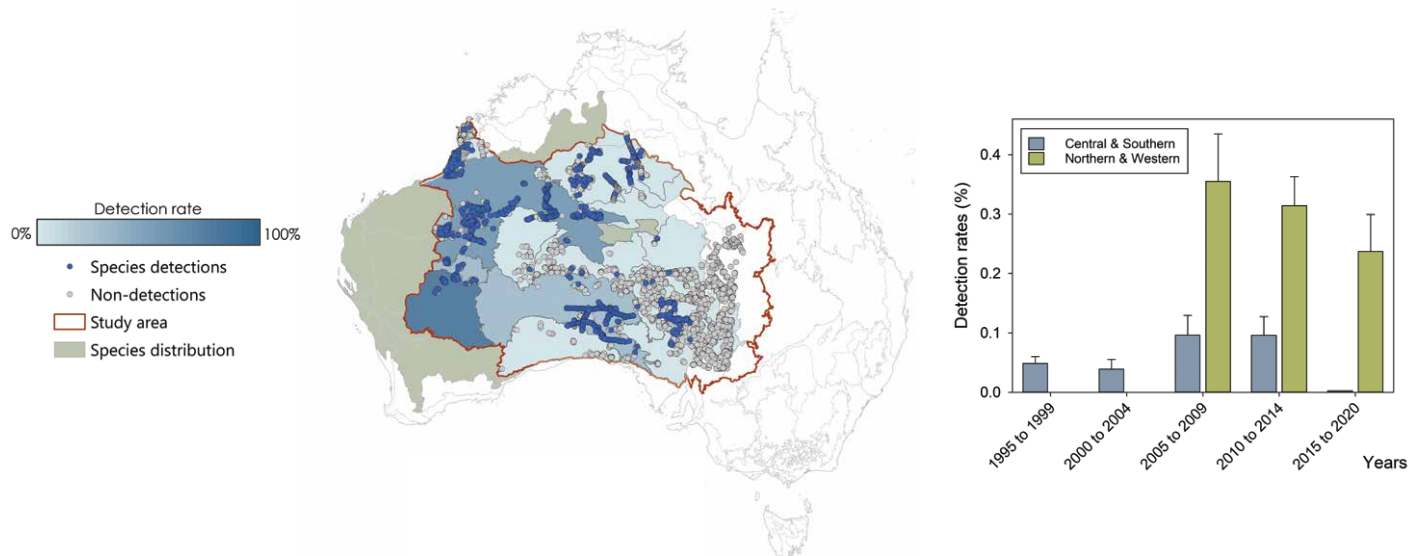 Detection rate
0%
100%
Species detections
Non-detections
Study area
Species distribution
Detection rates (%)
0.4
0.3
0.2
0.1
0.0
Central & Southern
Northern & Western
1995 to 1999
2000 to 2004
2005 to 2009
2010 to 2014
2015 to 2020
Years